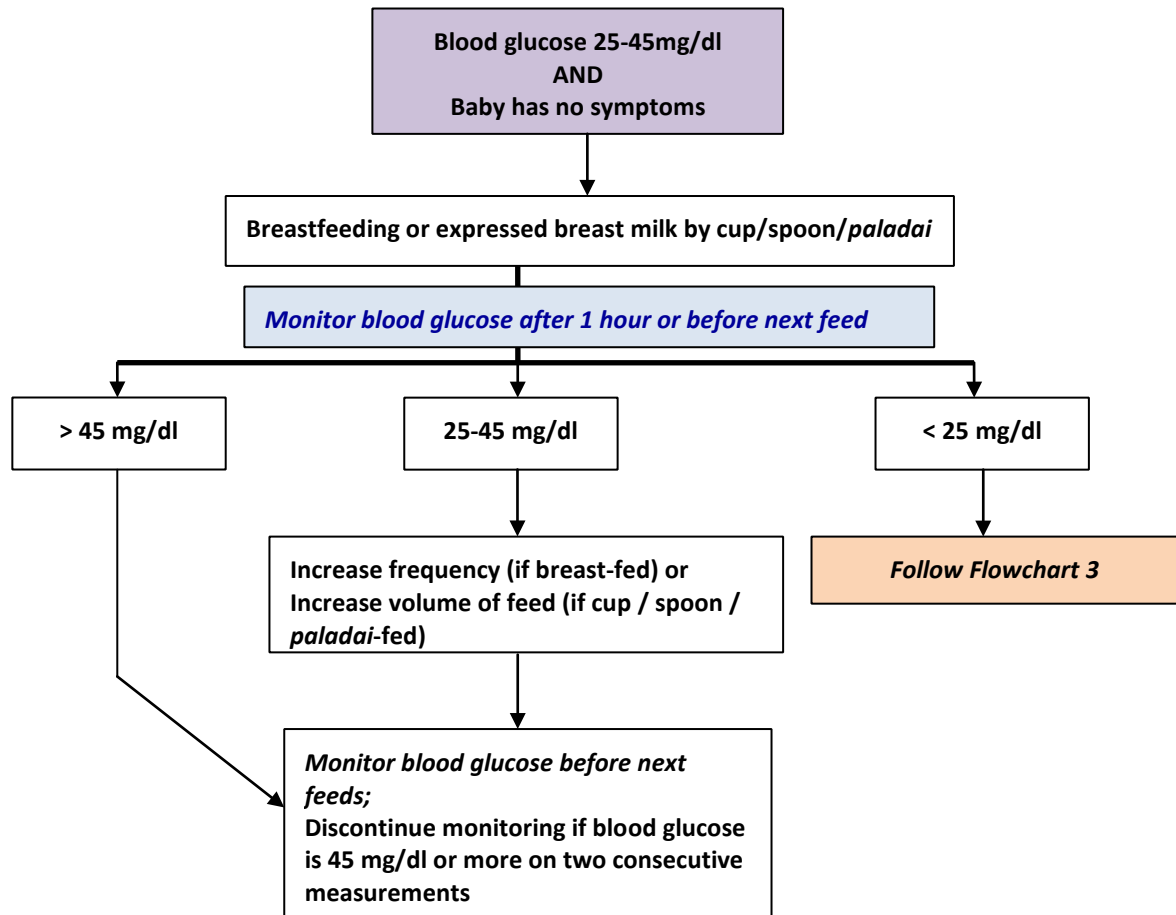 Blood glucose 25-45mg/dl
AND
Baby has no symptoms
Breastfeeding or expressed breast milk by cup/spoon/paladai
Monitor blood glucose after 1 hour or before next feed
> 45 mg/dl
25-45 mg/dl
< 25 mg/dl
Increase frequency (if breast-fed) or
Increase volume of feed (if cup / spoon /
paladai-fed)
Follow Flowchart 3
Monitor blood glucose before next
feeds;
Discontinue monitoring if blood glucose
is 45 mg/dl or more on two consecutive
measurements